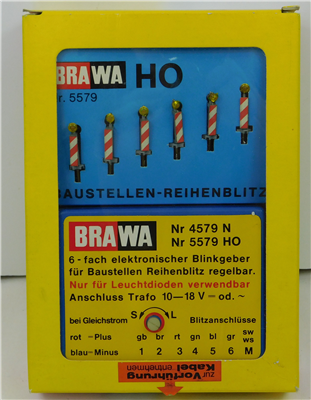 BRAWA HO
Nr. 5579
BAUSTELLEN-REIHENBLITZ
BRAWA Nr 4579 N
Nr 5579 HO
6-fach elektronischer Blinkgeber
für Baustellen Reihenblitz regelbar.
Nur für Leuchtdioden verwendbar
Anschluss Trafo 10—18 V = od. ~
bei Gleichstrom S L Blitzanschlüsse
rot -Plus gb br rt gn bl gr sw ws
blau-Minus 1 2 3 4 5 6 M
zur Vorführung
Kabel entnehmen